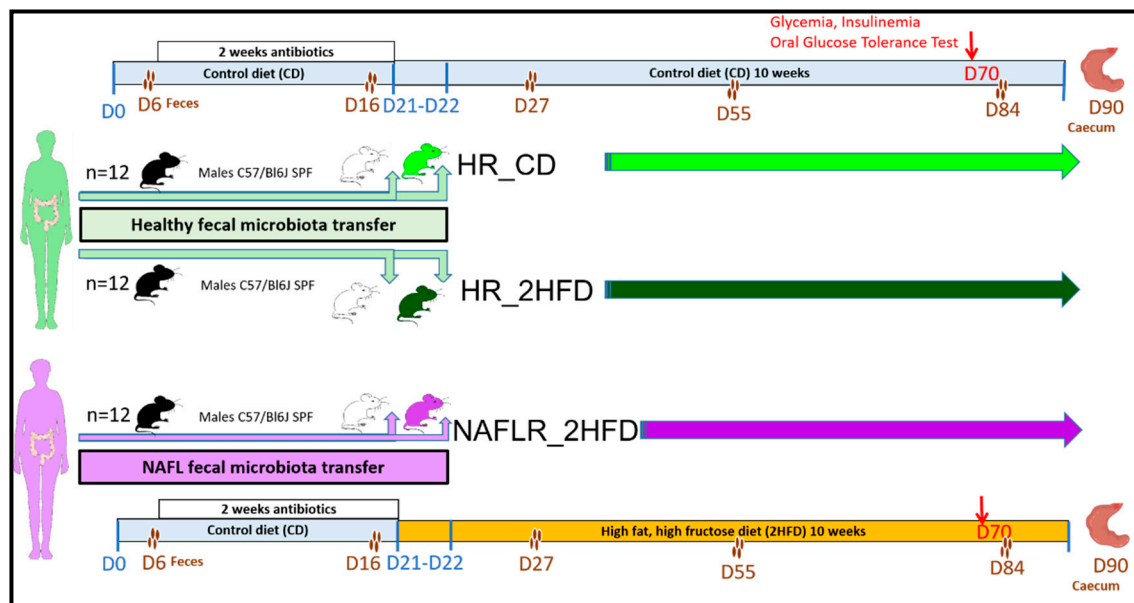 Glycemia, Insulinemia
Oral Glucose Tolerance Test
2 weeks antibiotics
Control diet (CD)
Control diet (CD) 10 weeks
D70
D0
D6 Feces
D16
D21-D22
D27
D55
D84
D90
Caecum
n=12
Males C57/Bl6J SPF
HR_CD
Healthy fecal microbiota transfer
n=12
Males C57/Bl6J SPF
HR_2HFD
n=12
Males C57/Bl6J SPF
NAFLR_2HFD
NAFL fecal microbiota transfer
2 weeks antibiotics
Control diet (CD)
High fat, high fructose diet (2HFD) 10 weeks
D70
D0
D6 Feces
D16
D21-D22
D27
D55
D84
D90
Caecum